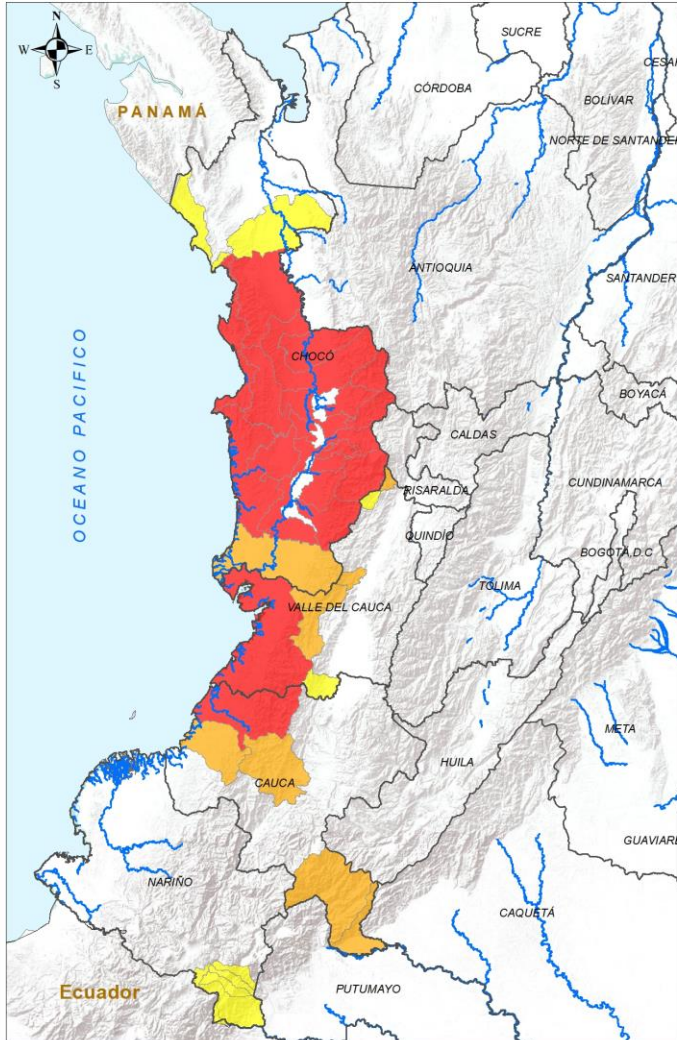 N
W E
S
SUCRE
CESAR
CÓRDOBA
BOLÍVAR
PANAMÁ
NORTE DE SANTANDER
ANTIOQUIA
SANTANDER
OCEANO PACIFICO
CHOCÓ
BOYACÁ
CALDAS
CUNDINAMARCA
RISARALDA
QUINDÍO
BOGOTÁ,D.C
TOLIMA
VALLE DEL CAUCA
META
HUILA
CAUCA
GUAVIARE
NARIÑO
CAQUETÁ
Ecuador
PUTUMAYO